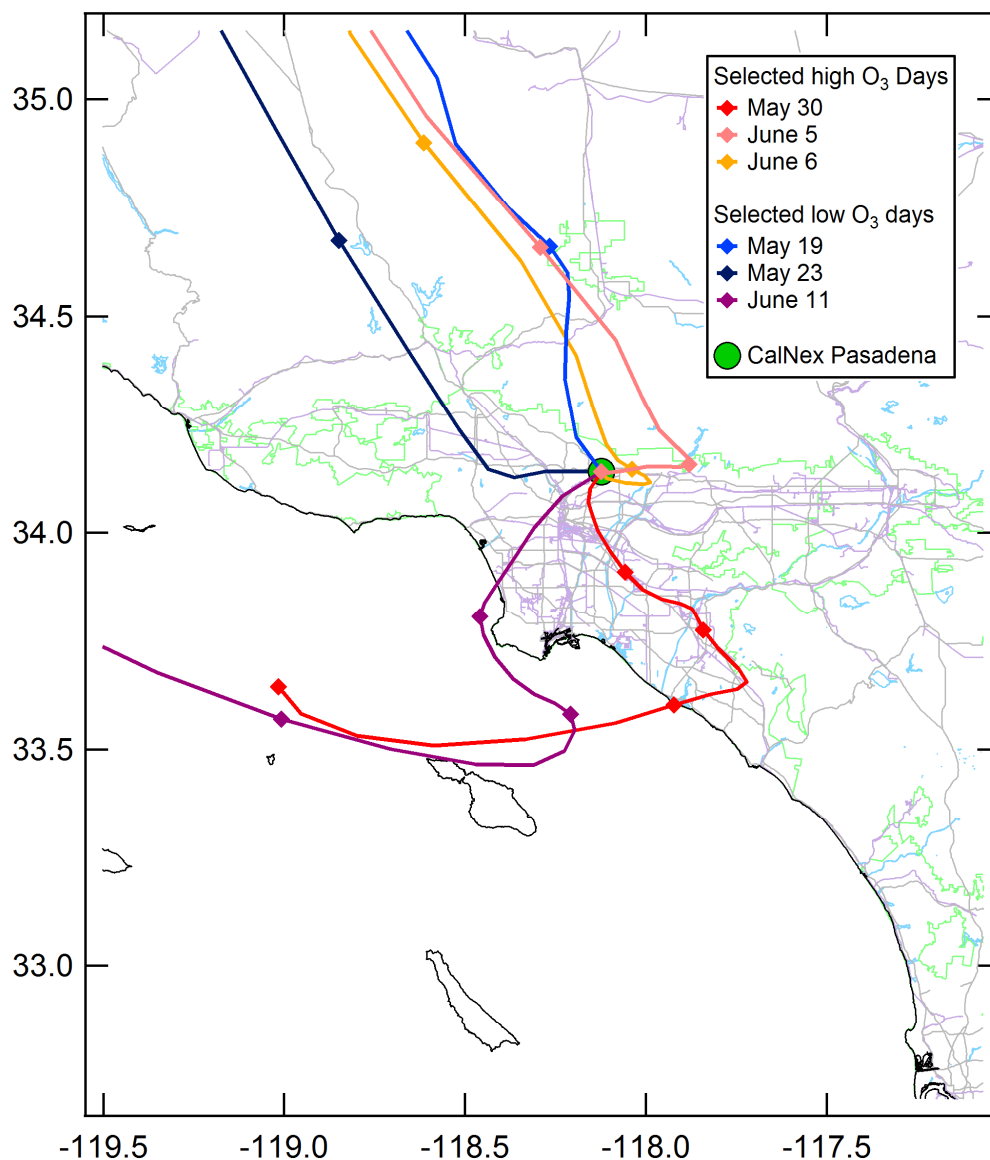 Selected high O₃ Days
May 30
June 5
June 6
Selected low O₃ days
May 19
May 23
June 11
CalNex Pasadena
35.0
34.5
34.0
33.5
33.0
-119.5 -119.0 -118.5 -118.0 -117.5